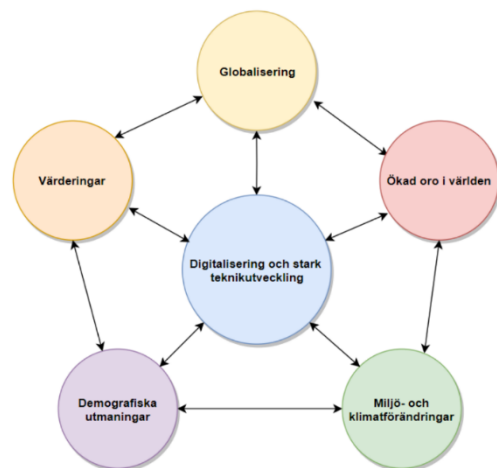 Globalisering
Värderingar
Ökad oro i världen
Digitalisering och stark
teknikutveckling
Demografiska
utmaningar
Miljö- och
klimatförändringar